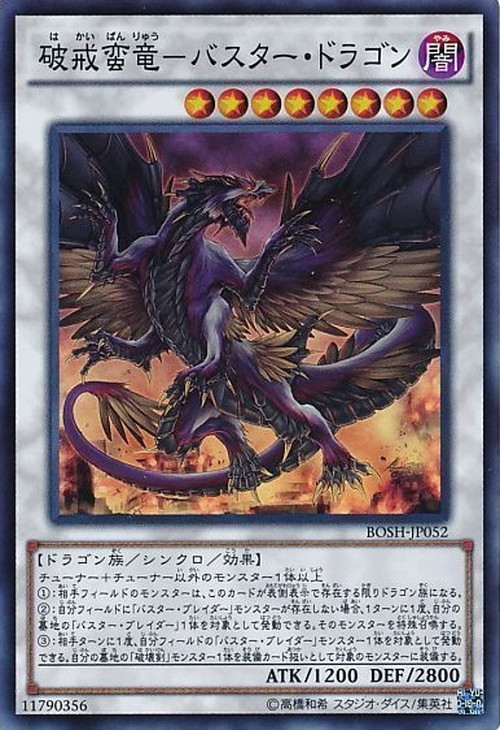 破戒蛮竜－バスター・ドラゴン
闇
BOSH-JP052
【ドラゴン族／シンクロ／効果】
チューナー＋チューナー以外のモンスター1体以上
①：相手フィールドのモンスターは、このカードが表側表示で存在する限りドラゴン族になる。
②：自分フィールドに「バスター・ブレイダー」モンスターが存在しない場合、1ターンに1度、自分の
墓地の「バスター・ブレイダー」1体を対象として発動できる。そのモンスターを特殊召喚する。
③：相手ターンに1度、自分フィールドの「バスター・ブレイダー」1体を対象として発動
できる。自分の墓地の「破壊剣」モンスター1体を装備カード扱いとして対象のモンスターに装備する。
ATK/1200 DEF/2800
11790356
©高橋和希 スタジオ・ダイス/集英社